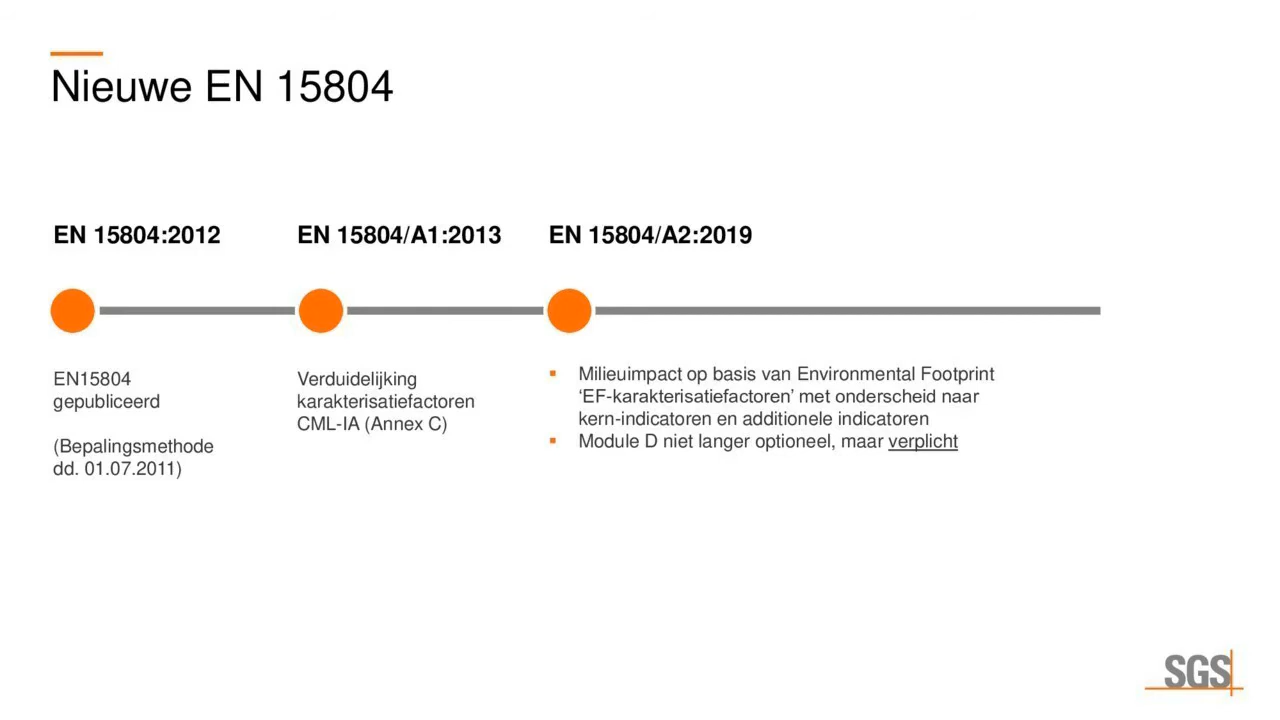 Nieuwe EN 15804
EN 15804:2012
EN15804
gepubliceerd
(Bepalingsmethode
dd. 01.07.2011)
EN 15804/A1:2013
Verduidelijking
karakterisatiefactoren
CML-IA (Annex C)
EN 15804/A2:2019
▪ Milieuimpact op basis van Environmental Footprint
‘EF-karakterisatiefactoren’ met onderscheid naar
kern-indicatoren en additionele indicatoren
▪ Module D niet langer optioneel, maar verplicht
SGS